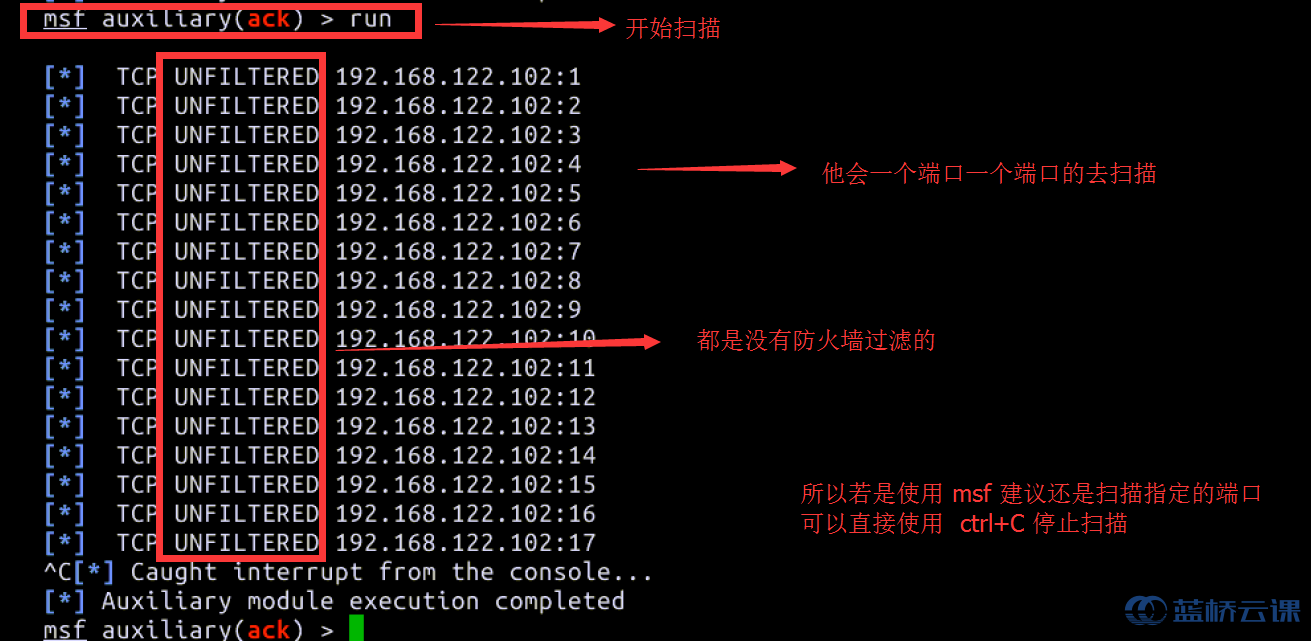 msf auxiliary(ack) > run
开始扫描
[*] TCP UNFILTERED 192.168.122.102:1
[*] TCP UNFILTERED 192.168.122.102:2
[*] TCP UNFILTERED 192.168.122.102:3
[*] TCP UNFILTERED 192.168.122.102:4
他会一个端口一个端口的去扫描
[*] TCP UNFILTERED 192.168.122.102:5
[*] TCP UNFILTERED 192.168.122.102:6
[*] TCP UNFILTERED 192.168.122.102:7
[*] TCP UNFILTERED 192.168.122.102:8
[*] TCP UNFILTERED 192.168.122.102:9
[*] TCP UNFILTERED 192.168.122.102:10
都是没有防火墙过滤的
[*] TCP UNFILTERED 192.168.122.102:11
[*] TCP UNFILTERED 192.168.122.102:12
[*] TCP UNFILTERED 192.168.122.102:13
[*] TCP UNFILTERED 192.168.122.102:14
[*] TCP UNFILTERED 192.168.122.102:15
[*] TCP UNFILTERED 192.168.122.102:16
[*] TCP UNFILTERED 192.168.122.102:17
所以若是使用 msf 建议还是扫描指定的端口
可以直接使用 ctrl+C 停止扫描
^C[*] Caught interrupt from the console...
[*] Auxiliary module execution completed
msf auxiliary(ack) >
蓝桥云课